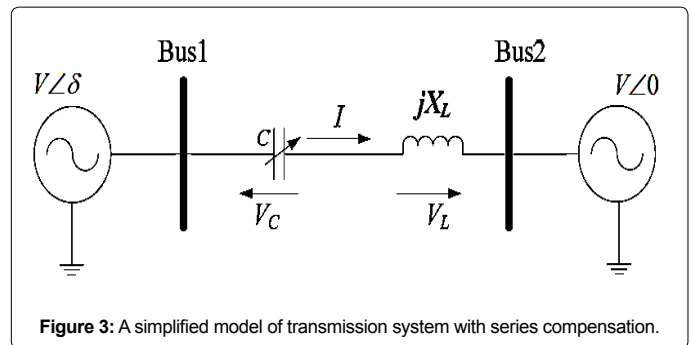 Bus1
Bus2
V∠δ
V∠0
C
I
jX_L
V_C
V_L
Figure 3: A simplified model of transmission system with series compensation.